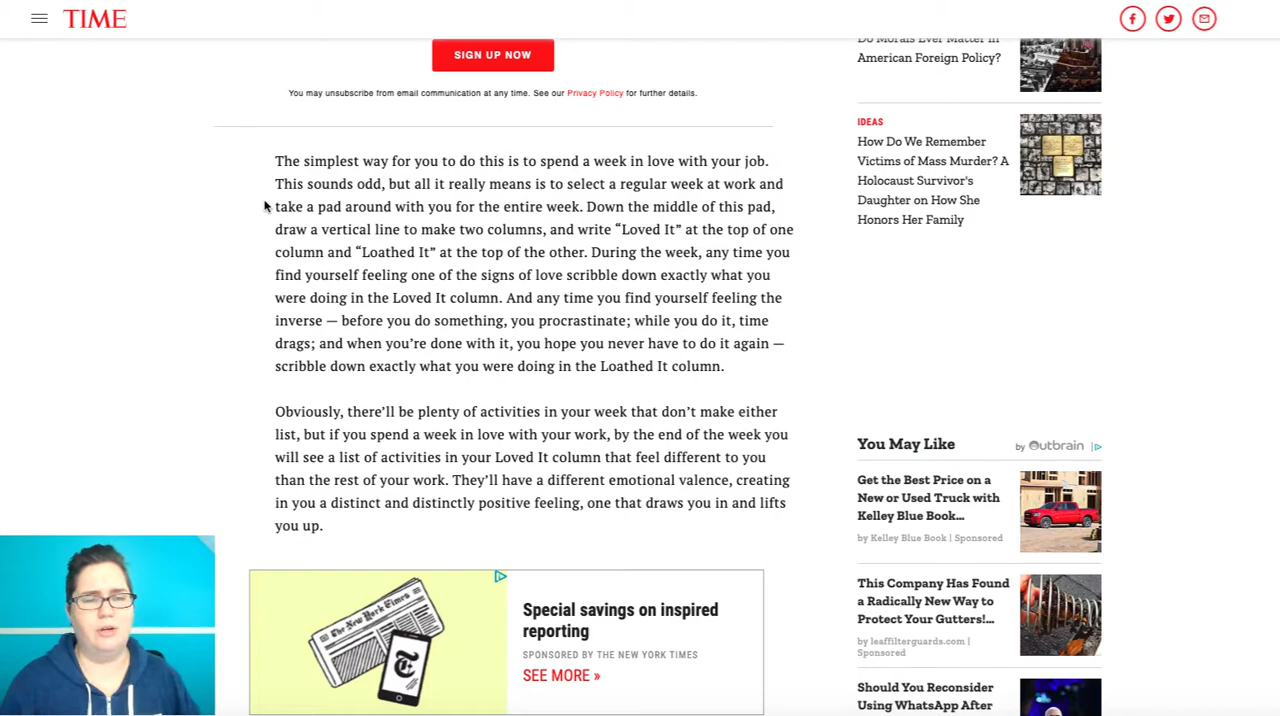 TIME
SIGN UP NOW
You may unsubscribe from email communication at any time. See our Privacy Policy for further details.
The simplest way for you to do this is to spend a week in love with your job.
This sounds odd, but all it really means is to select a regular week at work and
take a pad around with you for the entire week. Down the middle of this pad,
draw a vertical line to make two columns, and write “Loved It” at the top of one
column and “Loathed It” at the top of the other. During the week, any time you
find yourself feeling one of the signs of love scribble down exactly what you
were doing in the Loved It column. And any time you find yourself feeling the
inverse — before you do something, you procrastinate; while you do it, time
drags; and when you’re done with it, you hope you never have to do it again —
scribble down exactly what you were doing in the Loathed It column.
Obviously, there’ll be plenty of activities in your week that don’t make either
list, but if you spend a week in love with your work, by the end of the week you
will see a list of activities in your Loved It column that feel different to you
than the rest of your work. They’ll have a different emotional valence, creating
in you a distinct and distinctly positive feeling, one that draws you in and lifts
you up.
The New York Times
Special savings on inspired
reporting
SPONSORED BY THE NEW YORK TIMES
SEE MORE »
Do Morals Ever Matter in
American Foreign Policy?
IDEAS
How Do We Remember
Victims of Mass Murder? A
Holocaust Survivor's
Daughter on How She
Honors Her Family
You May Like
by Outbrain
Get the Best Price on a
New or Used Truck with
Kelley Blue Book...
by Kelley Blue Book | Sponsored
This Company Has Found
a Radically New Way to
Protect Your Gutters!...
by leaffilterguards.com |
Sponsored
Should You Reconsider
Using WhatsApp After